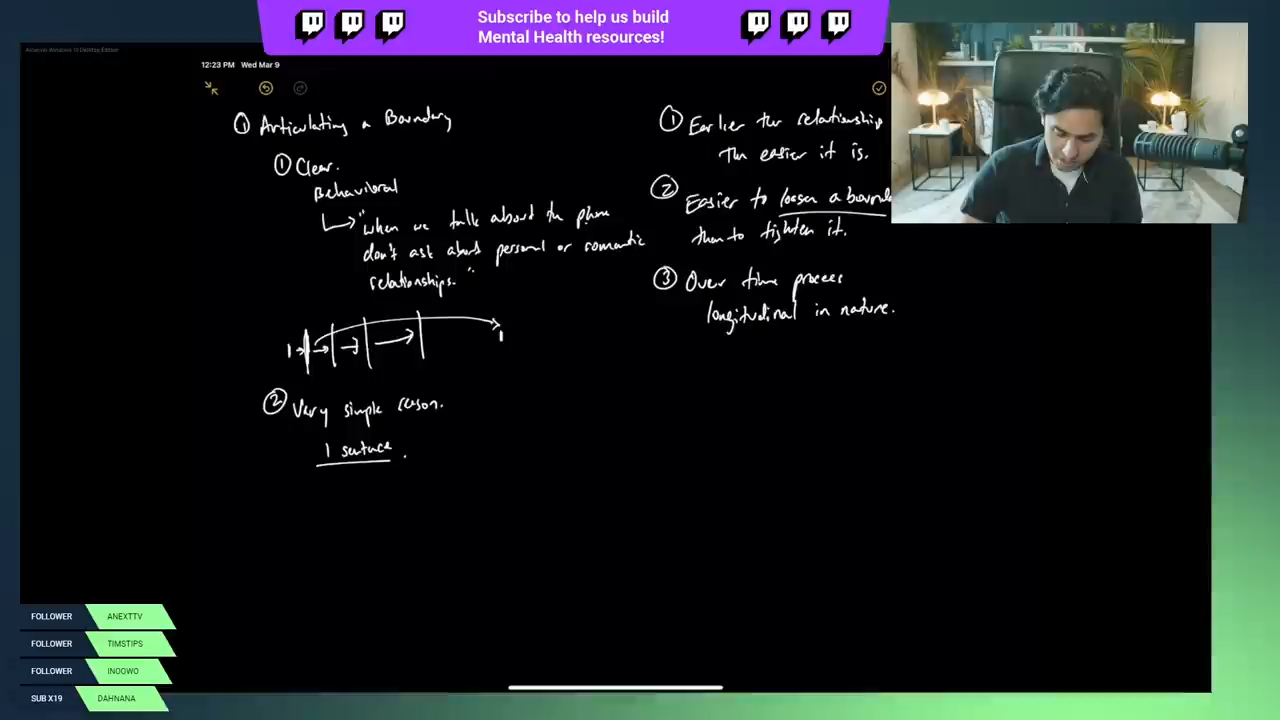 Subscribe to help us build
Mental Health resources!
12:23 PM Wed Mar 9
① Articulating a Boundary
① Clear.
Behavioral
"when we talk about the phone
don't ask about personal or romantic
relationships."
② Very simple reason.
1 sentence.
① Earlier the relationship
The easier it is.
② Easier to loosen a bound
than to tighten it.
③ Over time process
longitudinal in nature.
FOLLOWER ANEXTTV
FOLLOWER TIMSTIPS
FOLLOWER INOOWO
SUB X19 DAHNANA